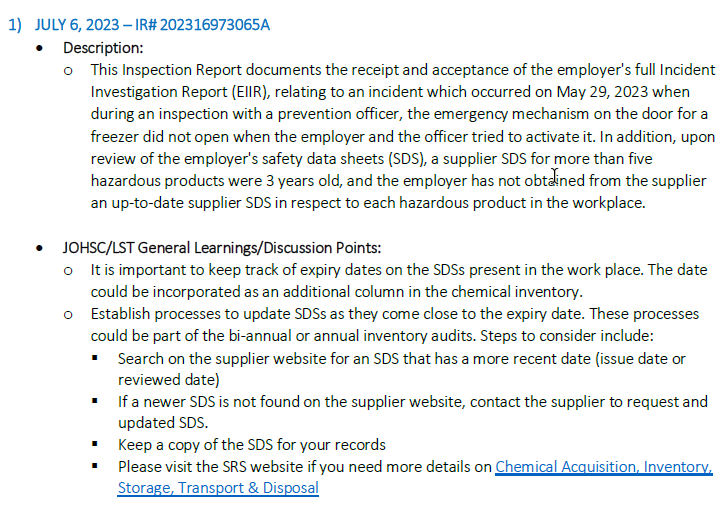 1) JULY 6, 2023 – IR# 202316973065A
• Description:
o This Inspection Report documents the receipt and acceptance of the employer's full Incident
Investigation Report (EIIR), relating to an incident which occurred on May 29, 2023 when
during an inspection with a prevention officer, the emergency mechanism on the door for a
freezer did not open when the employer and the officer tried to activate it. In addition, upon
review of the employer's safety data sheets (SDS), a supplier SDS for more than five
hazardous products were 3 years old, and the employer has not obtained from the supplier
an up-to-date supplier SDS in respect to each hazardous product in the workplace.
• JOHSC/LST General Learnings/Discussion Points:
o It is important to keep track of expiry dates on the SDSs present in the work place. The date
could be incorporated as an additional column in the chemical inventory.
o Establish processes to update SDSs as they come close to the expiry date. These processes
could be part of the bi-annual or annual inventory audits. Steps to consider include:
▪ Search on the supplier website for an SDS that has a more recent date (issue date or
reviewed date)
▪ If a newer SDS is not found on the supplier website, contact the supplier to request and
updated SDS.
▪ Keep a copy of the SDS for your records
▪ Please visit the SRS website if you need more details on Chemical Acquisition, Inventory,
Storage, Transport & Disposal